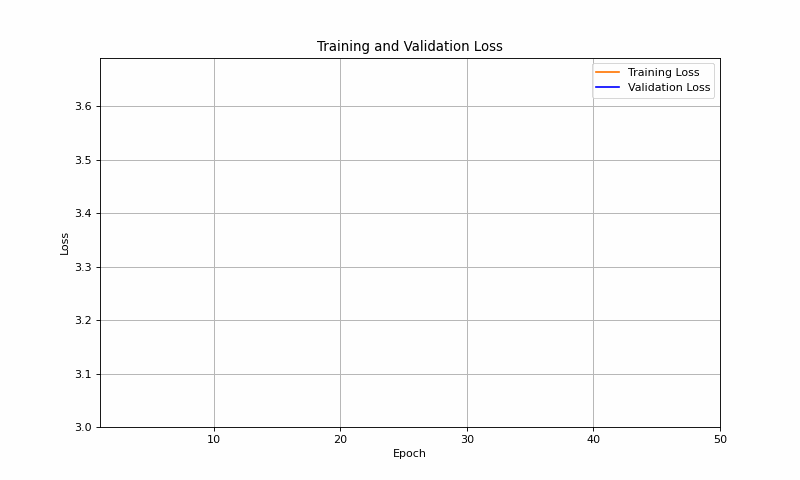 Training and Validation Loss
Training Loss
Validation Loss
3.6
3.5
3.4
3.3
3.2
3.1
3.0
Loss
10 20 30 40 50
Epoch